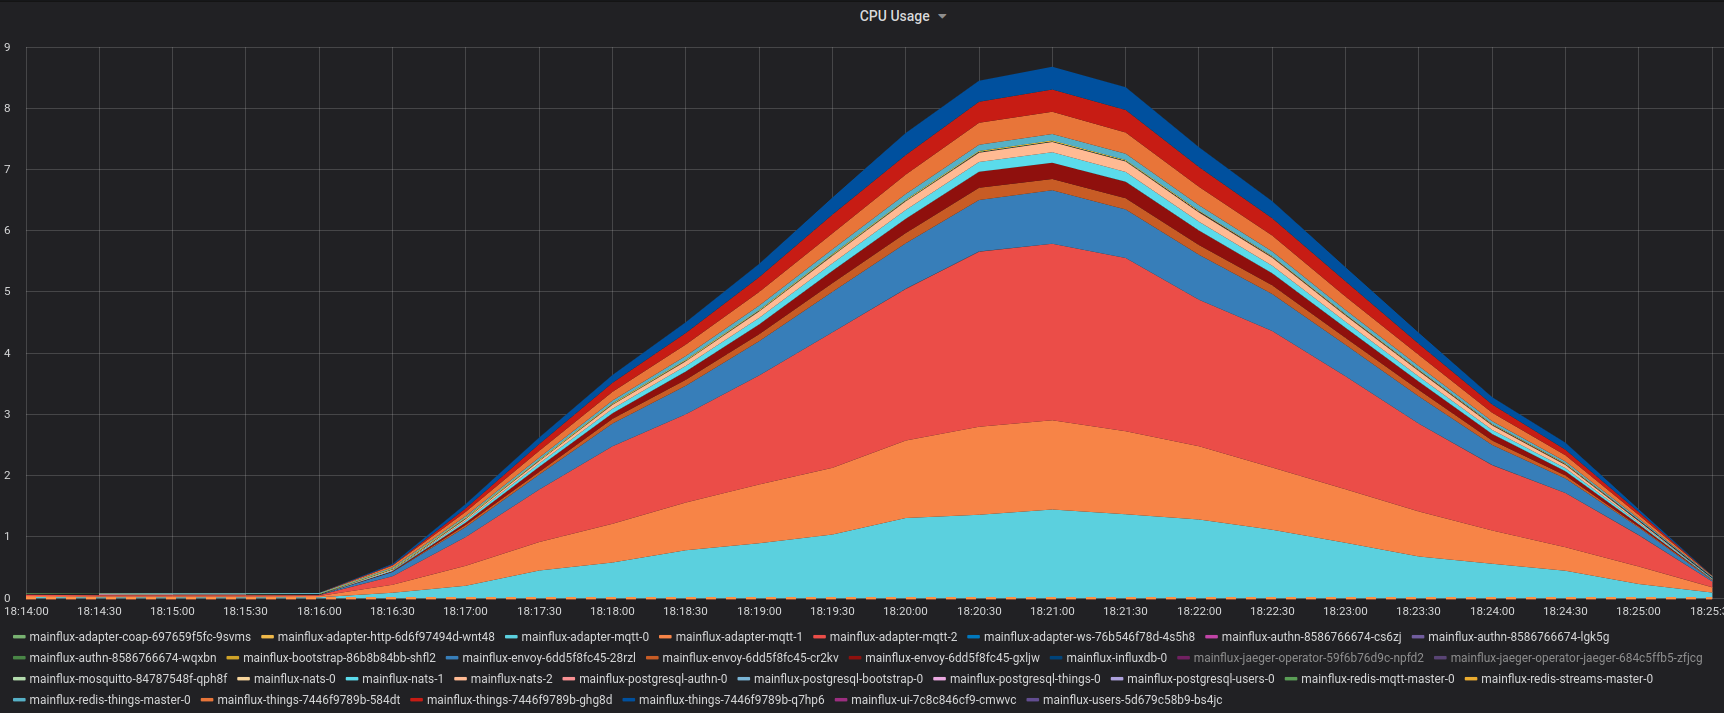 CPU Usage
9
8
7
6
5
4
3
2
1
0
18:14:00 18:14:30 18:15:00 18:15:30 18:16:00 18:16:30 18:17:00 18:17:30 18:18:00 18:18:30 18:19:00 18:19:30 18:20:00 18:20:30 18:21:00 18:21:30 18:22:00 18:22:30 18:23:00 18:23:30 18:24:00 18:24:30 18:25:00 18:25:3
mainflux-adapter-coap-697659f5fc-9svms mainflux-adapter-http-6d6f97494d-wnt48 mainflux-adapter-mqtt-0 mainflux-adapter-mqtt-1 mainflux-adapter-mqtt-2 mainflux-adapter-ws-76b546f78d-4s5h8 mainflux-authn-8586766674-cs6zj mainflux-authn-8586766674-lgk5g
mainflux-authn-8586766674-wqxbn mainflux-bootstrap-86b8b84bb-shfl2 mainflux-envoy-6dd5f8fc45-28rzl mainflux-envoy-6dd5f8fc45-cr2kv mainflux-envoy-6dd5f8fc45-gxljw mainflux-influxdb-0 mainflux-jaeger-operator-59f6b76d9c-npfd2 mainflux-jaeger-operator-jaeger-684c5ffb5-zfjcg
mainflux-mosquitto-84787548f-qph8f mainflux-nats-0 mainflux-nats-1 mainflux-nats-2 mainflux-postgresql-authn-0 mainflux-postgresql-bootstrap-0 mainflux-postgresql-things-0 mainflux-postgresql-users-0 mainflux-redis-mqtt-master-0 mainflux-redis-streams-master-0
mainflux-redis-things-master-0 mainflux-things-7446f9789b-584dt mainflux-things-7446f9789b-ghg8d mainflux-things-7446f9789b-q7hp6 mainflux-ui-7c8c846cf9-cmwvc mainflux-users-5d679c58b9-bs4jc